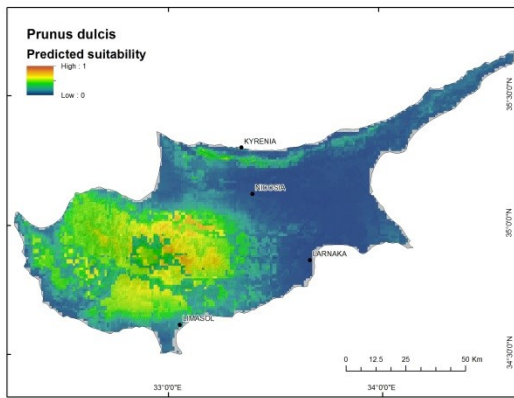 Prunus dulcis
Predicted suitability
High : 1
Low : 0
KYRENIA
NICOSIA
LARNAKA
LIMASOL
35°30'0"N
35°0'0"N
34°30'0"N
0 12.5 25 50 Km
33°0'0"E 34°0'0"E